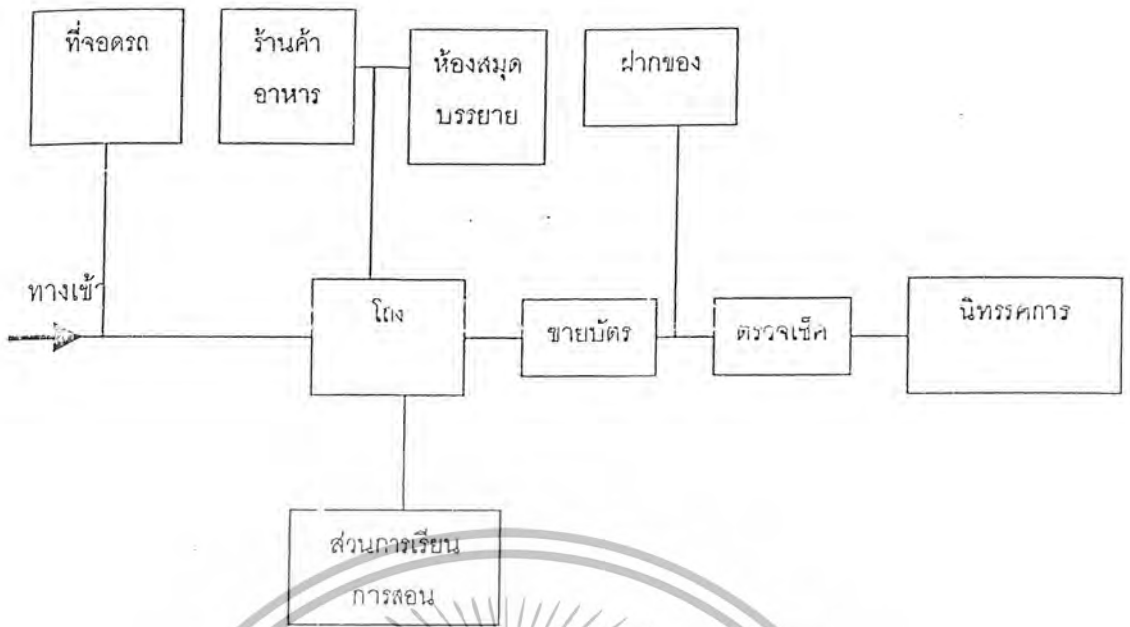 ที่จอดรถ
ร้านค้า
อาหาร
ห้องสมุด
บรรยาย
ฝากของ
ทางเข้า
โถง
ขายบัตร
ตรวจเช็ค
นิทรรศการ
ส่วนการเรียน
การสอน